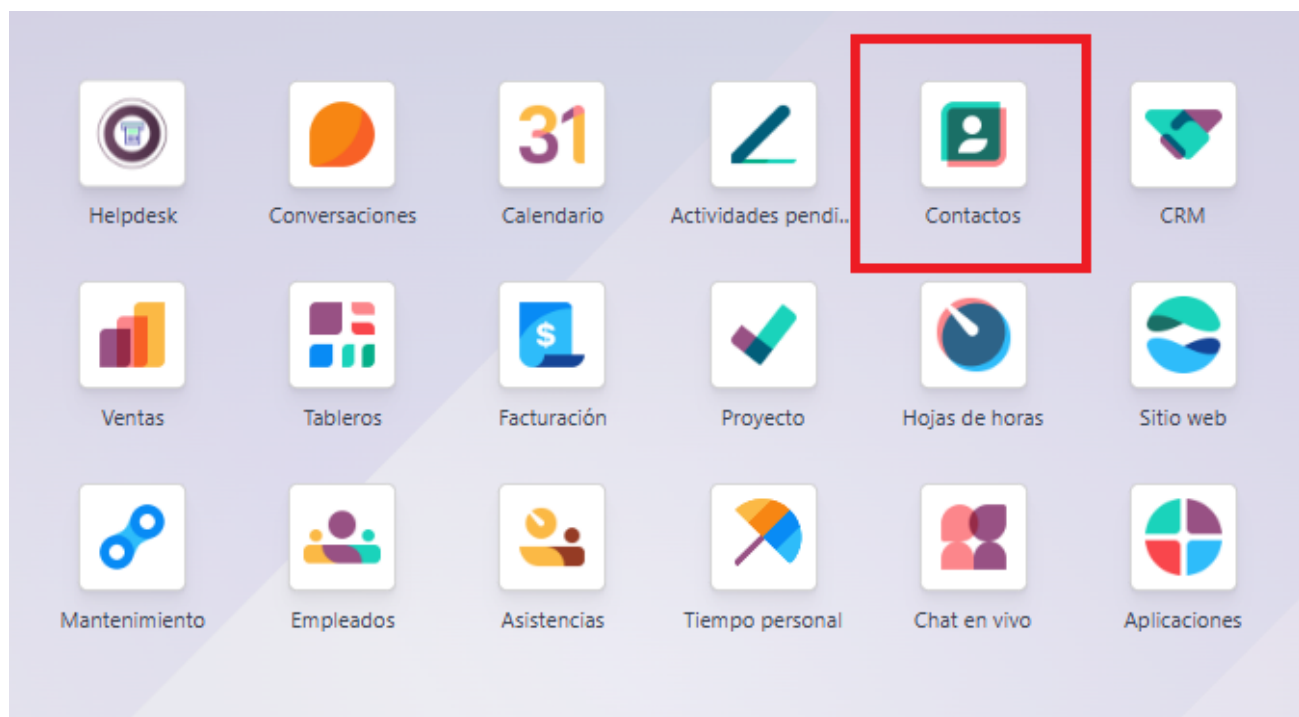 31
Helpdesk Conversaciones Calendario Actividades pendi.. Contactos CRM
$
Ventas Tableros Facturación Proyecto Hojas de horas Sitio web
Mantenimiento Empleados Asistencias Tiempo personal Chat en vivo Aplicaciones